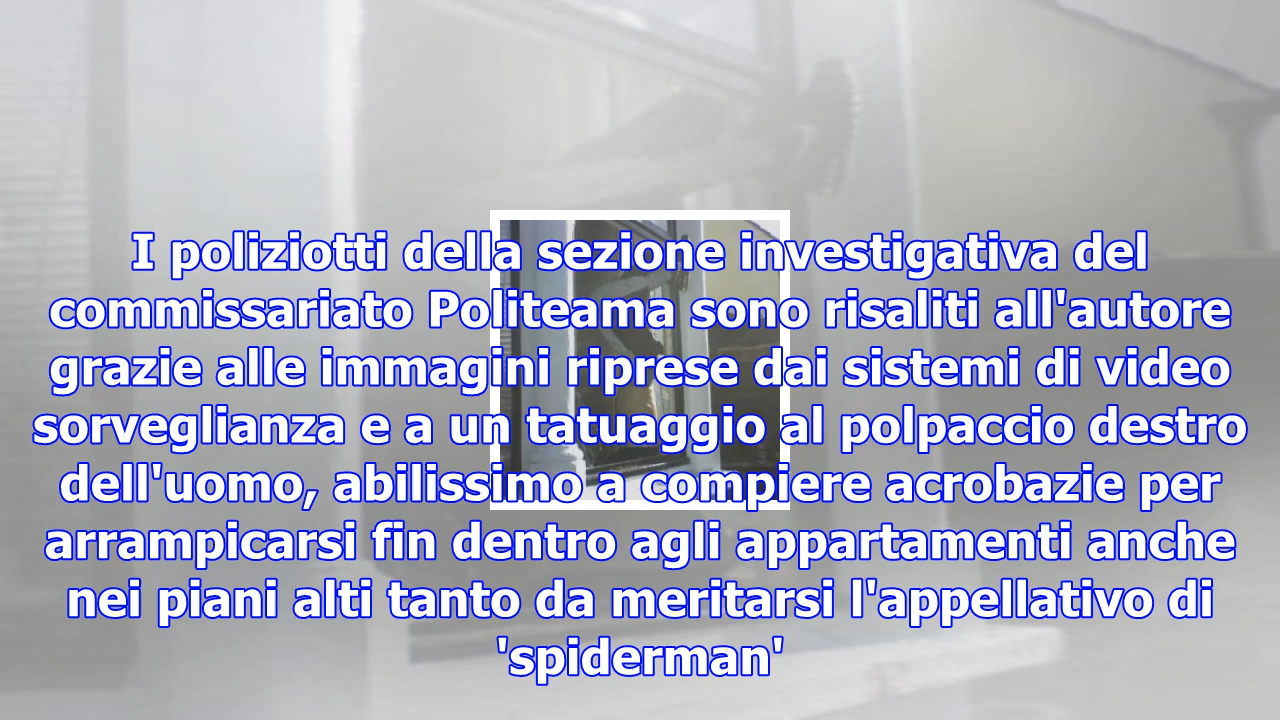 I poliziotti della sezione investigativa del
commissariato Politeama sono risaliti all'autore
grazie alle immagini riprese dai sistemi di video
sorveglianza e a un tatuaggio al polpaccio destro
dell'uomo, abilissimo a compiere acrobazie per
arrampicarsi fin dentro agli appartamenti anche
nei piani alti tanto da meritarsi l'appellativo di
'spiderman'